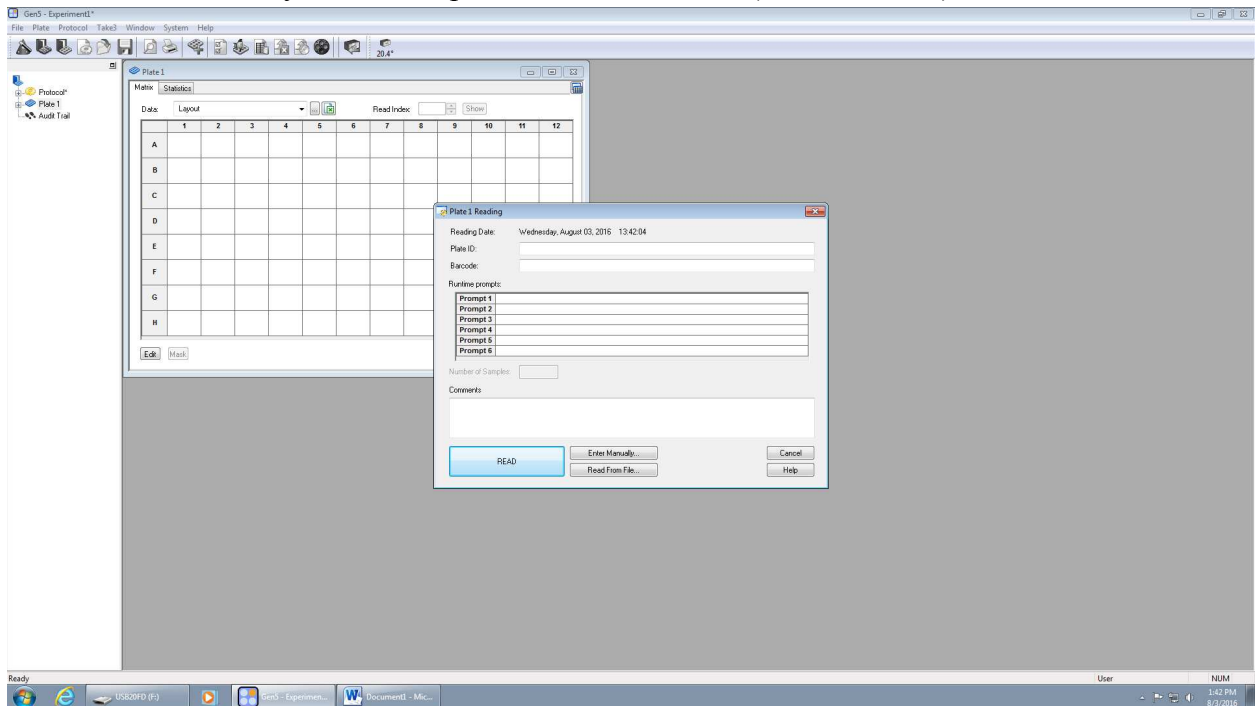 Gen5 - Experiment1*
File Plate Protocol Take3 Window System Help
20.4°
Protocol*
Plate 1
Audit Trail
Plate 1
Matrix Statistics
Data: Layout ... Read Index: Show
1 2 3 4 5 6 7 8 9 10 11 12
A
B
C
D
E
F
G
H
Edit Mask
Plate 1 Reading
Reading Date: Wednesday, August 03, 2016 13:42:04
Plate ID:
Barcode:
Runtime prompts:
Prompt 1
Prompt 2
Prompt 3
Prompt 4
Prompt 5
Prompt 6
Number of Samples:
Comments
READ
Enter Manually... Cancel
Read From File... Help
Ready User NUM
USB20FD (F:) Gen5 - Experimen... Document1 - Mic... 1:42 PM
8/3/2016